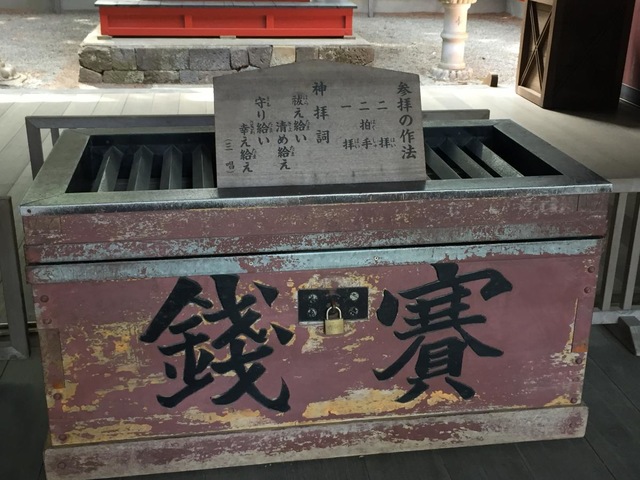 参拝の作法
二拝
二拍手
一拝
神拝詞
祓え給い
清め給え
守り給い
幸え給え
(三唱)
賽銭